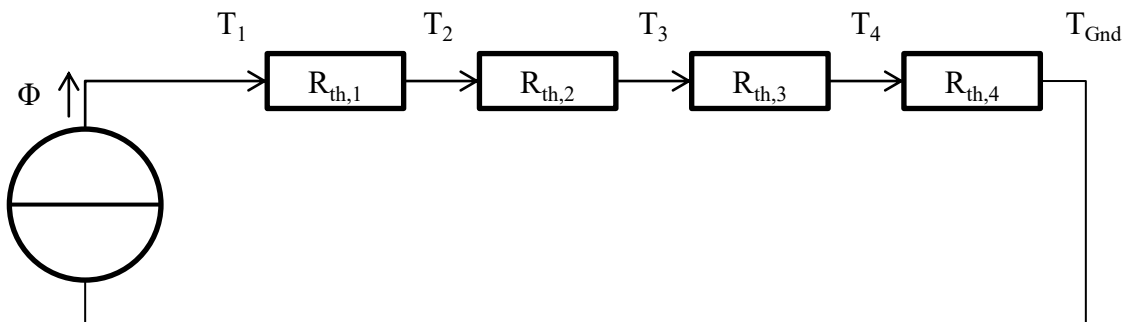 T1 T2 T3 T4 TGnd
Φ Rth,1 Rth,2 Rth,3 Rth,4